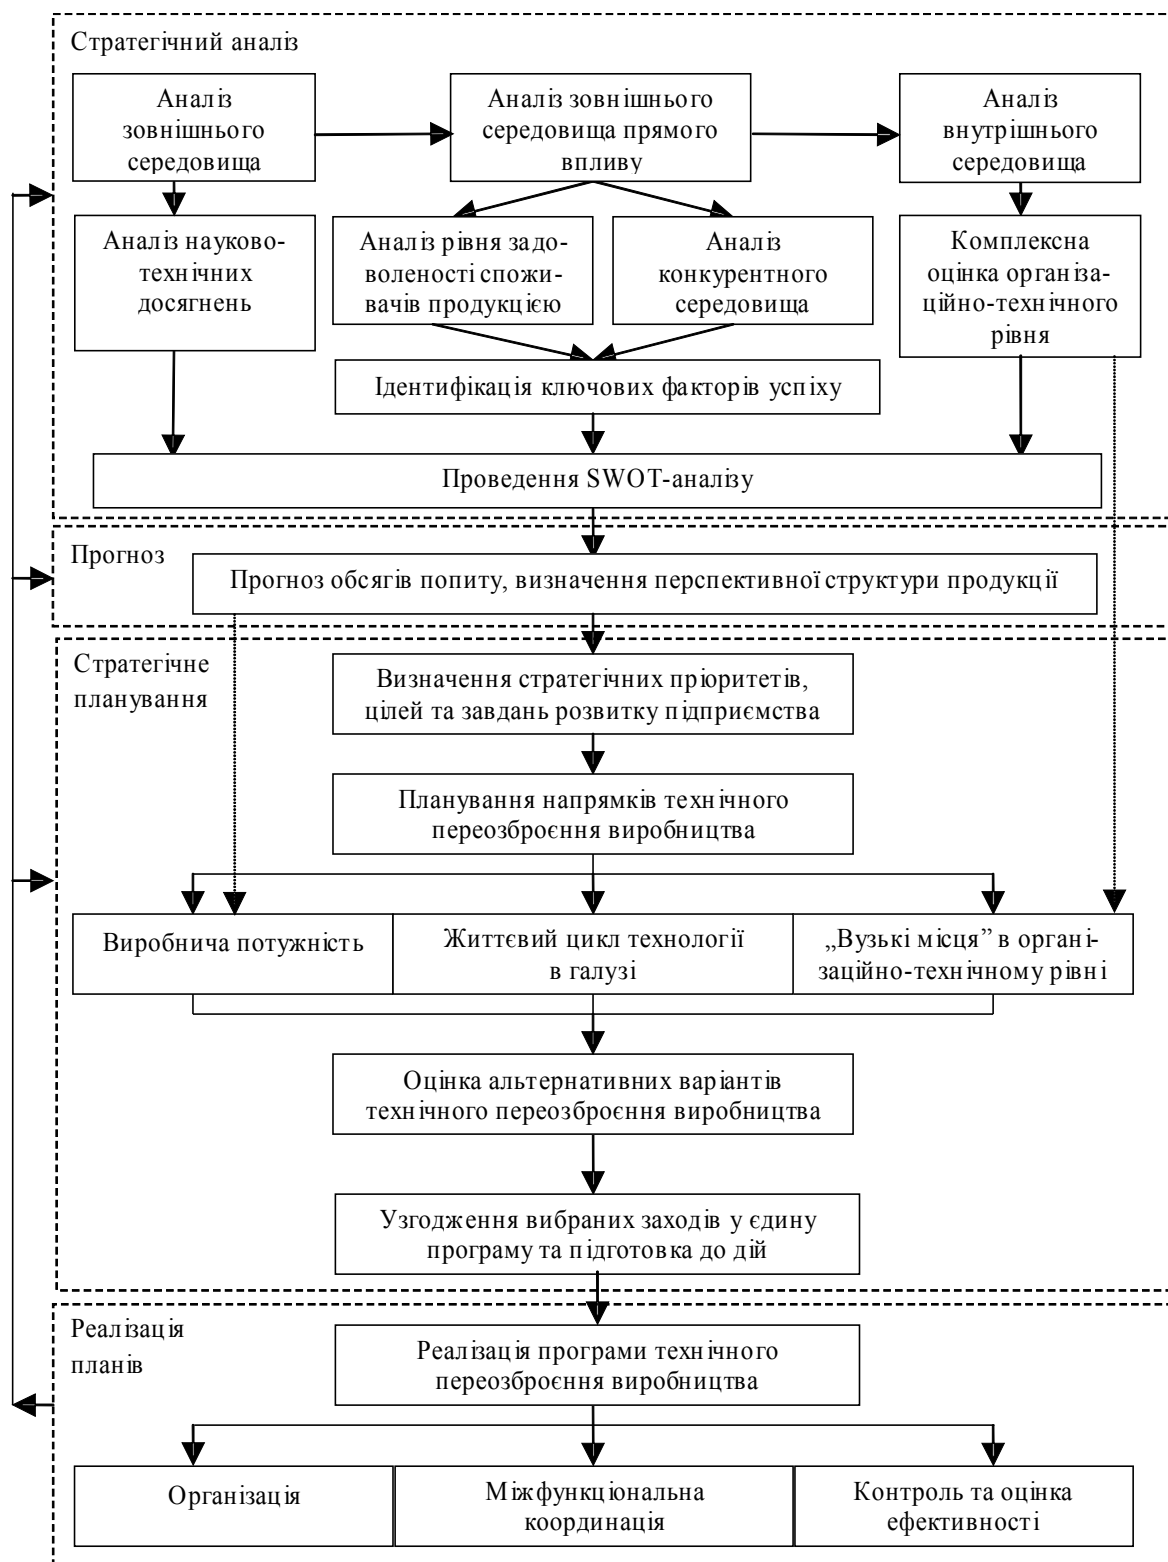 Стратегічний аналіз
Аналіз
зовнішнього
середовища
Аналіз зовнішнього
середовища прямого
впливу
Аналіз
внутрішнього
середовища
Аналіз науково-
технічних
досягнень
Аналіз рівня задо-
воленості спожи-
вачів продукцією
Аналіз
конкурентного
середовища
Комплексна
оцінка організа-
ційно-технічного
рівня
Ідентифікація ключових факторів успіху
Проведення SWOT-аналізу
Прогноз
Прогноз обсягів попиту, визначення перспективної структури продукції
Стратегічне
планування
Визначення стратегічних пріоритетів,
цілей та завдань розвитку підприємства
Планування напрямків технічного
переозброєння виробництва
Виробнича потужність
Життєвий цикл технології
в галузі
„Вузькі місця” в органі-
заційно-технічному рівні
Оцінка альтернативних варіантів
технічного переозброєння виробництва
Узгодження вибраних заходів у єдину
програму та підготовка до дій
Реалізація
планів
Реалізація програми технічного
переозброєння виробництва
Організація
Міжфункціональна
координація
Контроль та оцінка
ефективності